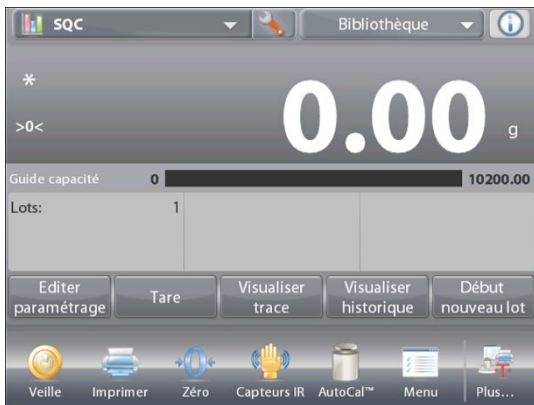 SQC
Bibliothèque
*
>0<
0.00 g
Guide capacité 0 10200.00
Lots: 1
Editer paramétrage
Tare
Visualiser trace
Visualiser historique
Début nouveau lot
Veille
Imprimer
Zéro
Capteurs IR
AutoCal™
Menu
Plus...